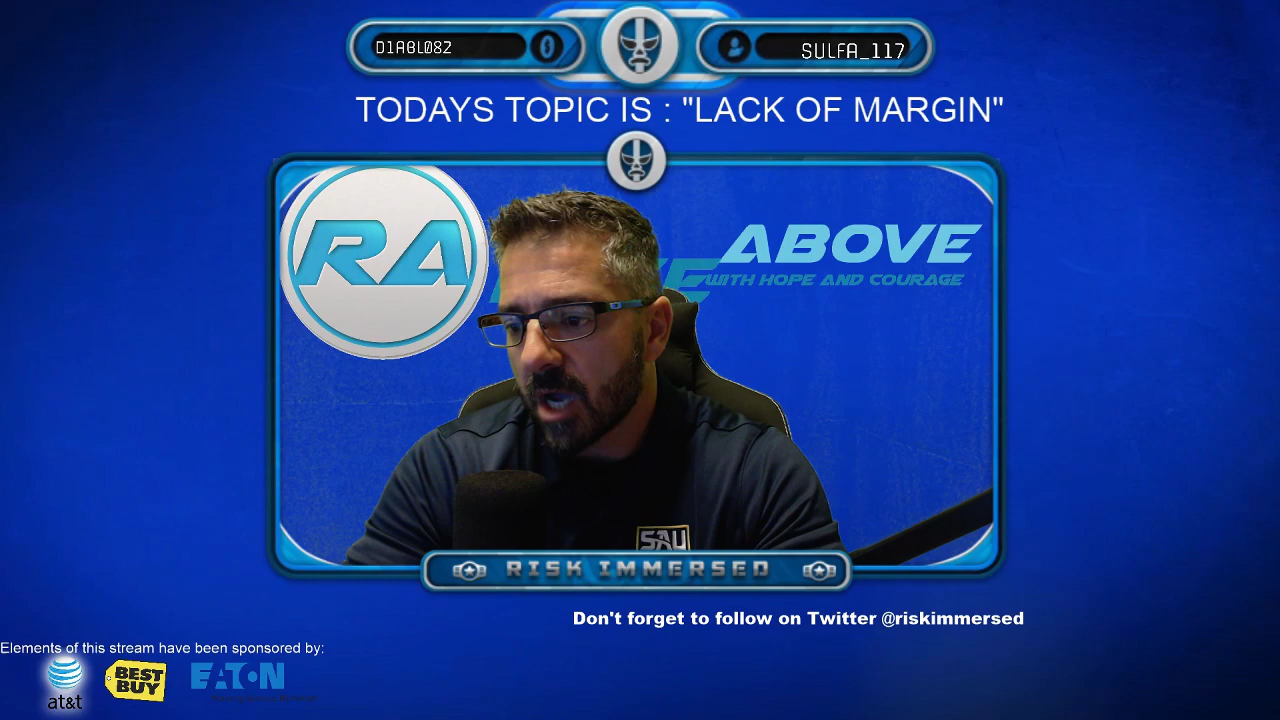 D1ABL082
SULFA_117
TODAYS TOPIC IS : "LACK OF MARGIN"
RA
ABOVE
WITH HOPE AND COURAGE
SAU
RISK IMMERSED
Don't forget to follow on Twitter @riskimmersed
Elements of this stream have been sponsored by:
at&t
BEST
BUY
EATON